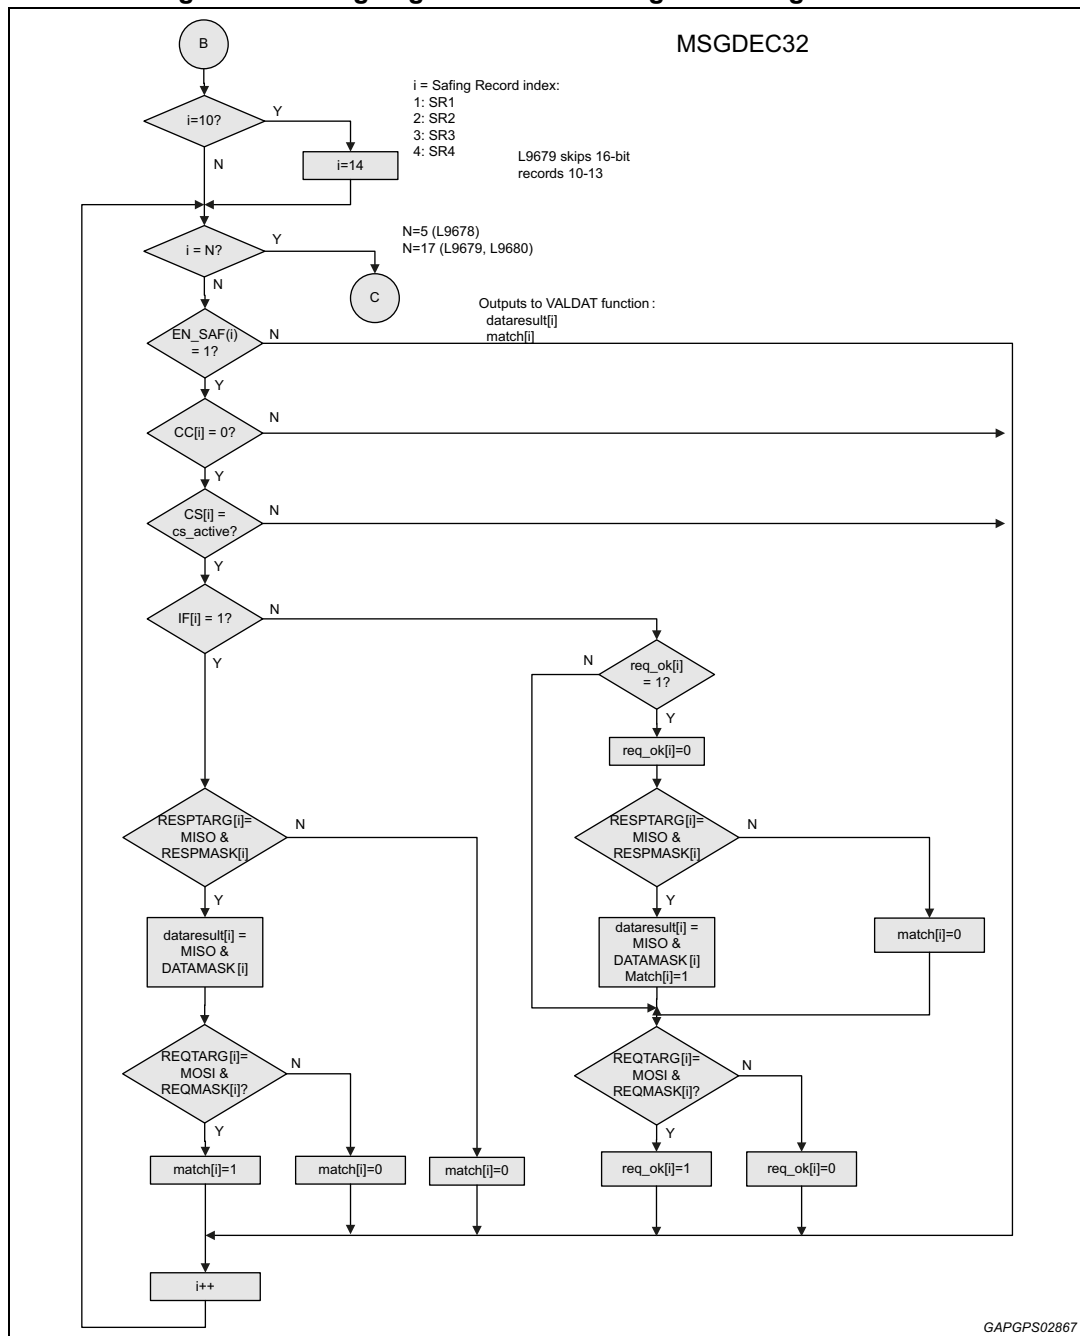 MSGDEC32
B
i = Safing Record index:
1: SR1
2: SR2
3: SR3
4: SR4
i=10?
Y
N
i=14
L9679 skips 16-bit
records 10-13
i = N?
Y
N=5 (L9678)
N=17 (L9679, L9680)
N
C
Outputs to VALDAT function :
dataresult[i]
match[i]
EN_SAF(i)
= 1?
N
Y
CC[i] = 0?
N
Y
CS[i] =
cs_active?
N
Y
IF[i] = 1?
N
Y
req_ok[i]
= 1?
N
Y
req_ok[i]=0
RESPTARG[i]=
MISO &
RESPMASK[i]
N
Y
RESPTARG[i]=
MISO &
RESPMASK[i]
N
Y
dataresult[i] =
MISO &
DATAMASK[i]
dataresult[i] =
MISO &
DATAMASK[i]
Match[i]=1
match[i]=0
REQTARG[i]=
MOSI &
REQMASK[i]?
N
Y
REQTARG[i]=
MOSI &
REQMASK[i]?
N
Y
match[i]=1
match[i]=0
match[i]=0
req_ok[i]=1
req_ok[i]=0
i++
GAPGPS02867